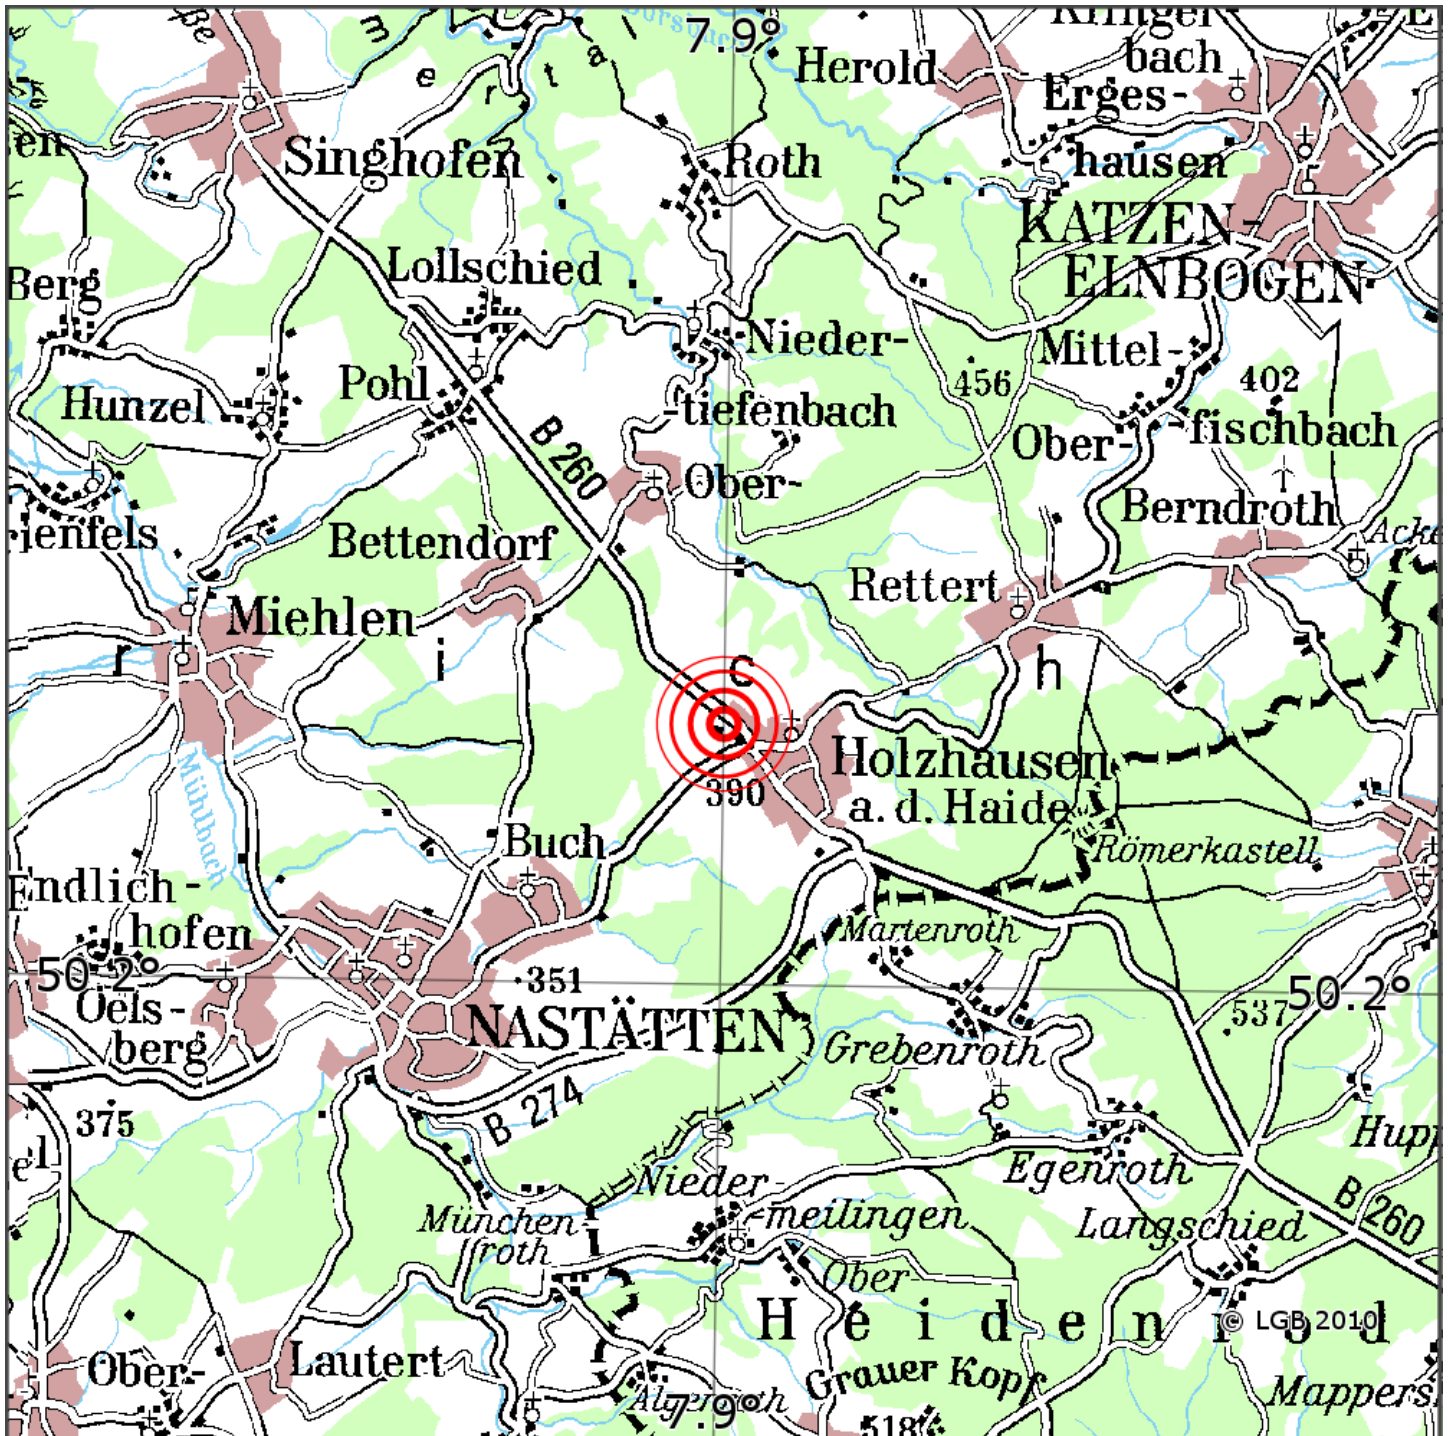 7.9°
Herold
bach
Erges-
hausen
Singhofen
Roth
KATZEN-
ELNBOGEN
Lollschied
Berg
Nieder-
Mittel-
Pohl
456
402
Hunzel
-tiefenbach
-fischbach
B 260
Ober-
Ober-
Berndroth
Bettendorf
Rettert
Miehlen
r
i
c
h
Holzhausen
a. d. Haide
390
Mühlbach
Römerkastell
Buch
Endlich-
hofen
Martenroth
50.2°
351
537
50.2°
Oels-
berg
NASTÄTTEN
Grebenroth
B 274
375
Egenroth
Nieder-
-meilingen
München-
roth
Langschied
B 260
Ober-
Heidenrod
© LGB 2010
Ober-
Lautert
Grauer Kopf
Algenroth
7.9°
518